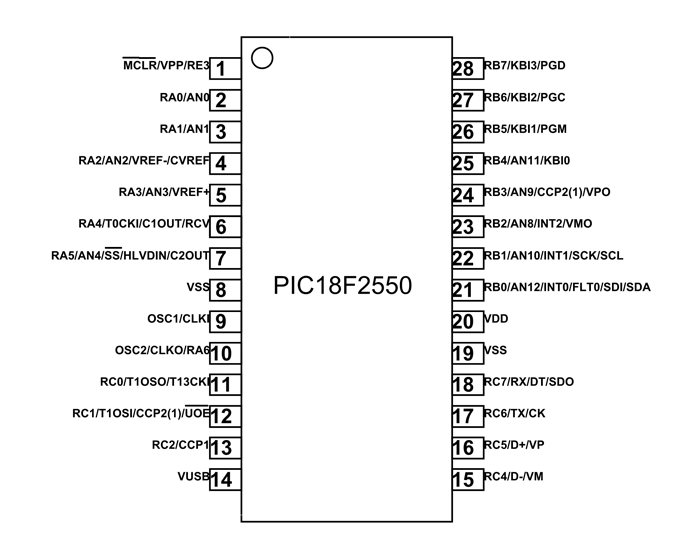 MCLR/VPP/RE3 1
RA0/AN0 2
RA1/AN1 3
RA2/AN2/VREF-/CVREF 4
RA3/AN3/VREF+ 5
RA4/T0CKI/C1OUT/RCV 6
RA5/AN4/SS/HLVDIN/C2OUT 7
VSS 8
OSC1/CLKI 9
OSC2/CLKO/RA6 10
RC0/T1OSO/T13CKI 11
RC1/T1OSI/CCP2(1)/UOE 12
RC2/CCP1 13
VUSB 14
PIC18F2550
28 RB7/KBI3/PGD
27 RB6/KBI2/PGC
26 RB5/KBI1/PGM
25 RB4/AN11/KBI0
24 RB3/AN9/CCP2(1)/VPO
23 RB2/AN8/INT2/VMO
22 RB1/AN10/INT1/SCK/SCL
21 RB0/AN12/INT0/FLT0/SDI/SDA
20 VDD
19 VSS
18 RC7/RX/DT/SDO
17 RC6/TX/CK
16 RC5/D+/VP
15 RC4/D-/VM